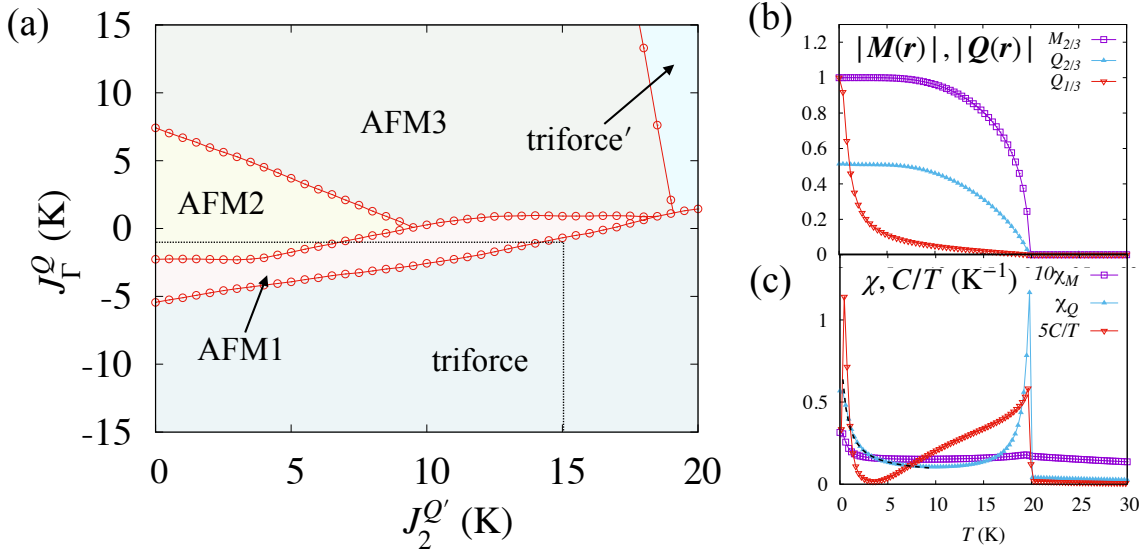 (a)
15
10
5
0
-5
-10
-15
J_Γ^Q (K)
AFM3
AFM2
AFM1
triforce′
triforce
0 5 10 15 20
J_2^{Q′} (K)
(b)
|M(r)|, |Q(r)|
M_{2/3}
Q_{2/3}
Q_{1/3}
1
0.8
0.6
0.4
0.2
0
(c)
χ, C/T (K⁻¹)
10χ_M
χ_Q
5C/T
1
0.5
0
0 5 10 15 20 25 30
T (K)